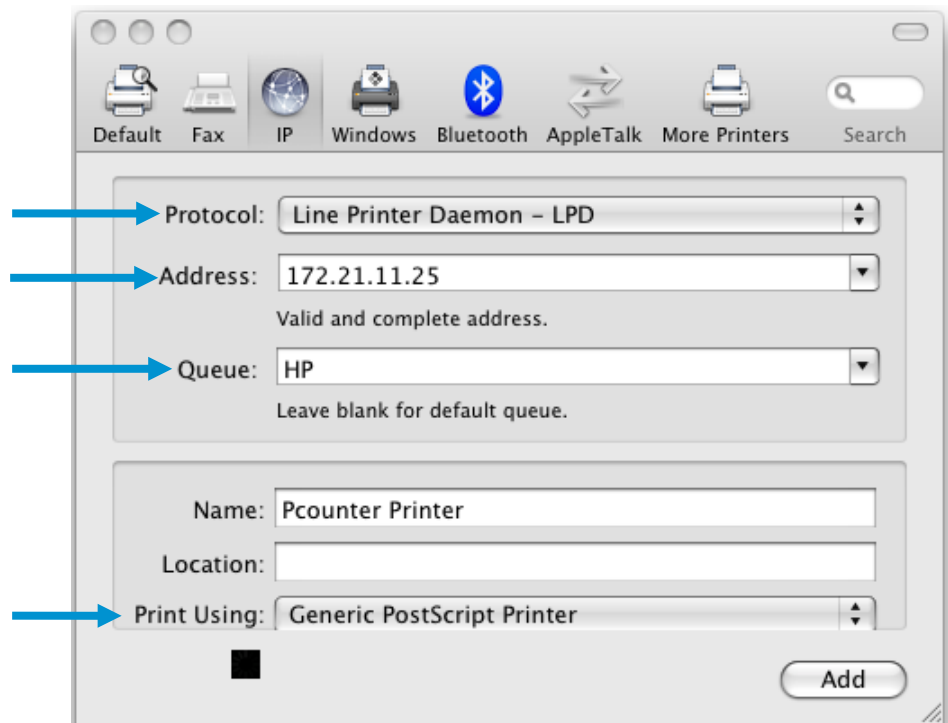 Default Fax IP Windows Bluetooth AppleTalk More Printers Search
Protocol: Line Printer Daemon – LPD
Address: 172.21.11.25
Valid and complete address.
Queue: HP
Leave blank for default queue.
Name: Pcounter Printer
Location:
Print Using: Generic PostScript Printer
Add